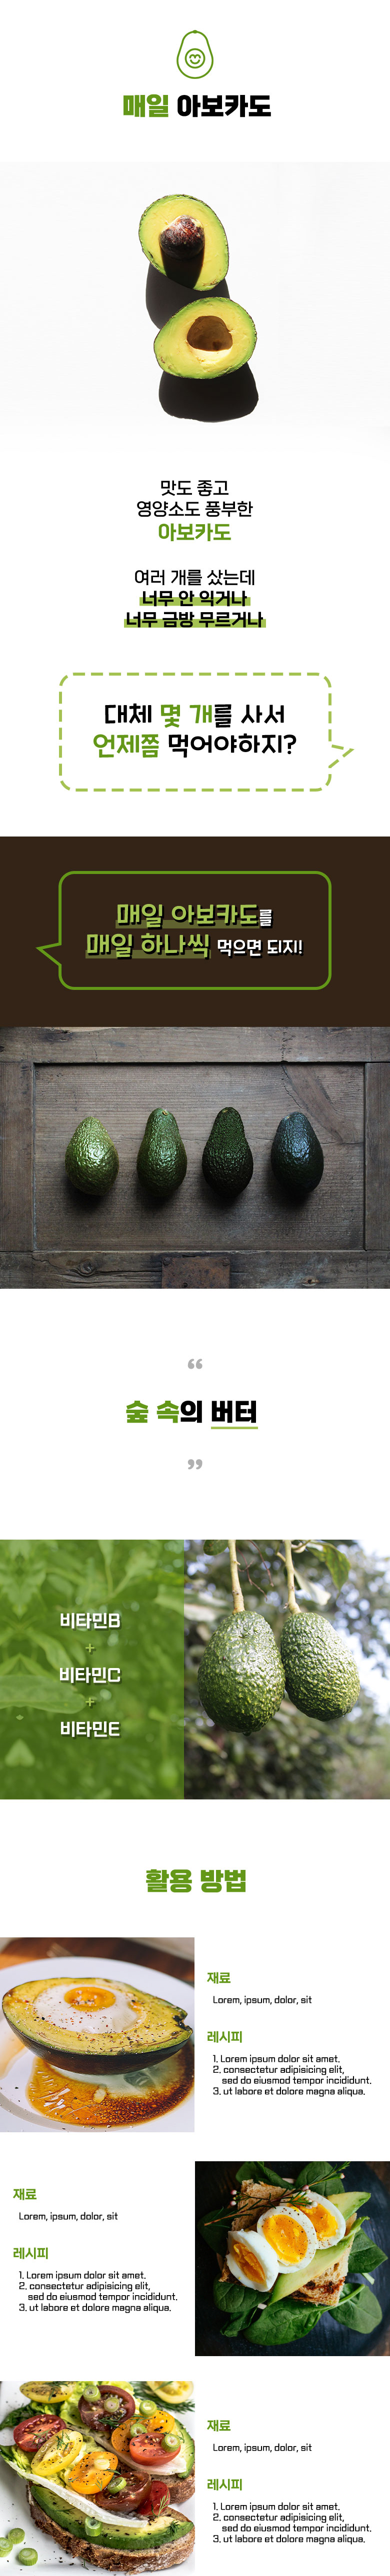 매일 아보카도
맛도 좋고
영양소도 풍부한
아보카도
여러 개를 샀는데
너무 안 익거나
너무 금방 무르거나
대체 몇 개를 사서
언제쯤 먹어야하지?
매일 아보카도를
매일 하나씩 먹으면 되지!
“
숲 속의 버터
”
비타민B
+
비타민C
+
비타민E
활용 방법
재료
Lorem, ipsum, dolor, sit
레시피
1. Lorem ipsum dolor sit amet.
2. consectetur adipisicing elit,
sed do eiusmod tempor incididunt.
3. ut labore et dolore magna aliqua.
재료
Lorem, ipsum, dolor, sit
레시피
1. Lorem ipsum dolor sit amet.
2. consectetur adipisicing elit,
sed do eiusmod tempor incididunt.
3. ut labore et dolore magna aliqua.
재료
Lorem, ipsum, dolor, sit
레시피
1. Lorem ipsum dolor sit amet.
2. consectetur adipisicing elit,
sed do eiusmod tempor incididunt.
3. ut labore et dolore magna aliqua.